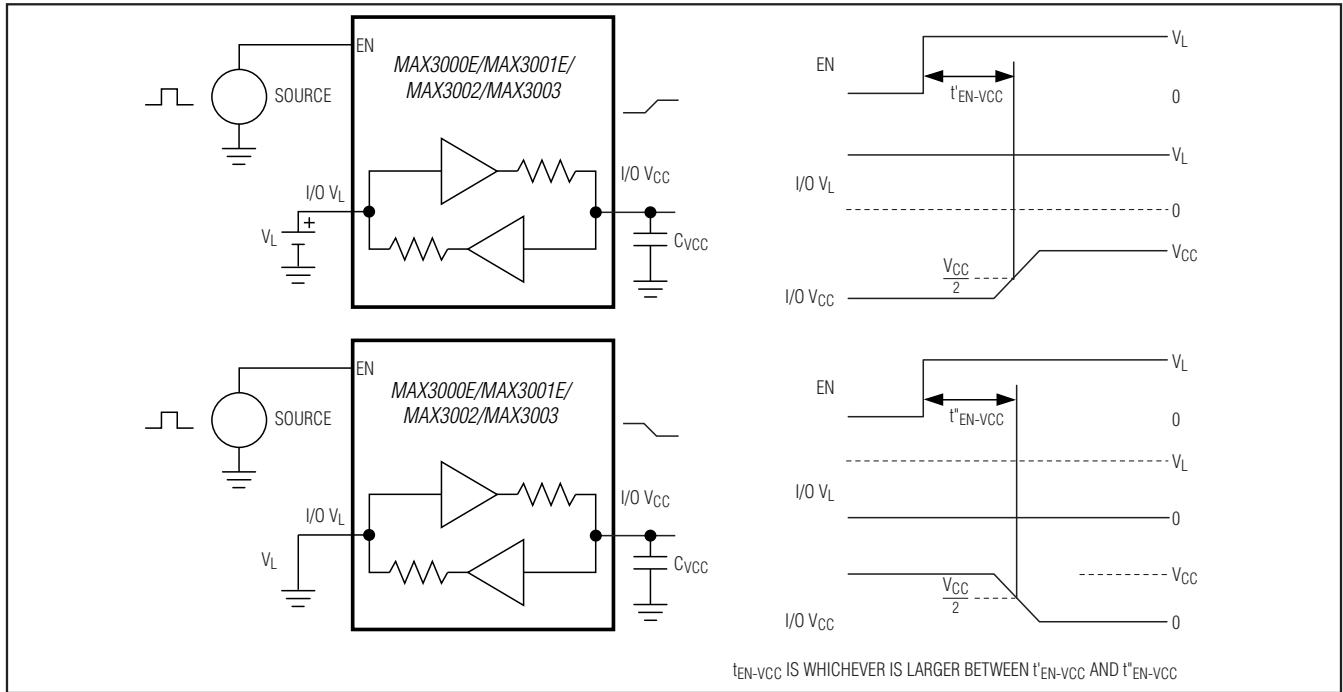 EN
MAX3000E/MAX3001E/
MAX3002/MAX3003
SOURCE
I/O VL
I/O VCC
+
VL
CVCC
EN
VL
t'EN-VCC
0
VL
I/O VL
0
VCC
VCC
2
I/O VCC
EN
MAX3000E/MAX3001E/
MAX3002/MAX3003
SOURCE
I/O VL
I/O VCC
VL
CVCC
VL
EN
t"EN-VCC
0
VL
I/O VL
0
VCC
VCC
2
I/O VCC
0
tEN-VCC IS WHICHEVER IS LARGER BETWEEN t'EN-VCC AND t"EN-VCC